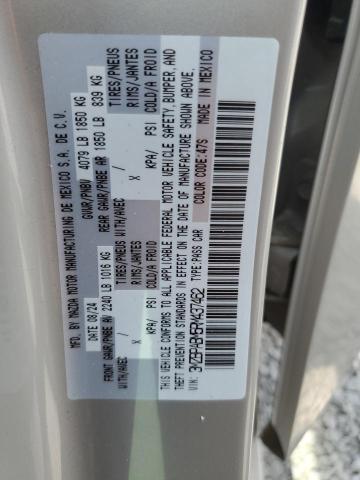 MFD. BY MAZDA MOTOR MANUFACTURING DE MEXICO S.A. DE C.V.
DATE 08/24 GVWR/PNBV 4079 LB 1850 KG
FRONT GAWR/PNBE AV 2240 LB 1016 KG REAR GAWR/PNBE AR 1850 LB 839 KG
WITH/AVEC TIRES/PNEUS WITH/AVEC TIRES/PNEUS
/ RIMS/JANTES X RIMS/JANTES
KPA/ PSI COLD/A FROID KPA/ PSI COLD/A FROID
THIS VEHICLE CONFORMS TO ALL APPLICABLE FEDERAL MOTOR VEHICLE SAFETY, BUMPER, AND
THEFT PREVENTION STANDARDS IN EFFECT ON THE DATE OF MANUFACTURE SHOWN ABOVE.
VIN: 3MZBPABM5RM437462 TYPE:PASS CAR COLOR CODE:47S MADE IN MEXICO